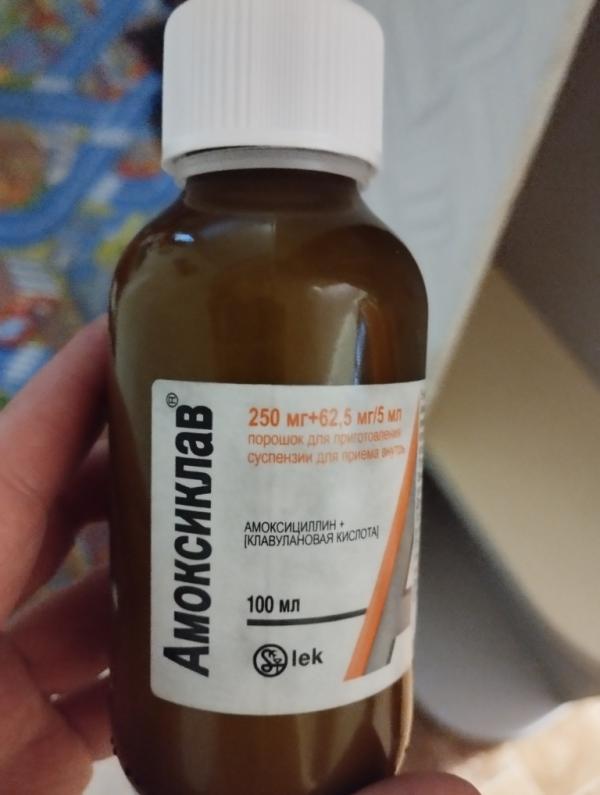 Амоксиклав®
250 мг+62,5 мг/5 мл
порошок для приготовления
суспензии для приема внутрь
АМОКСИЦИЛЛИН +
[КЛАВУЛАНОВАЯ КИСЛОТА]
100 мл
lek